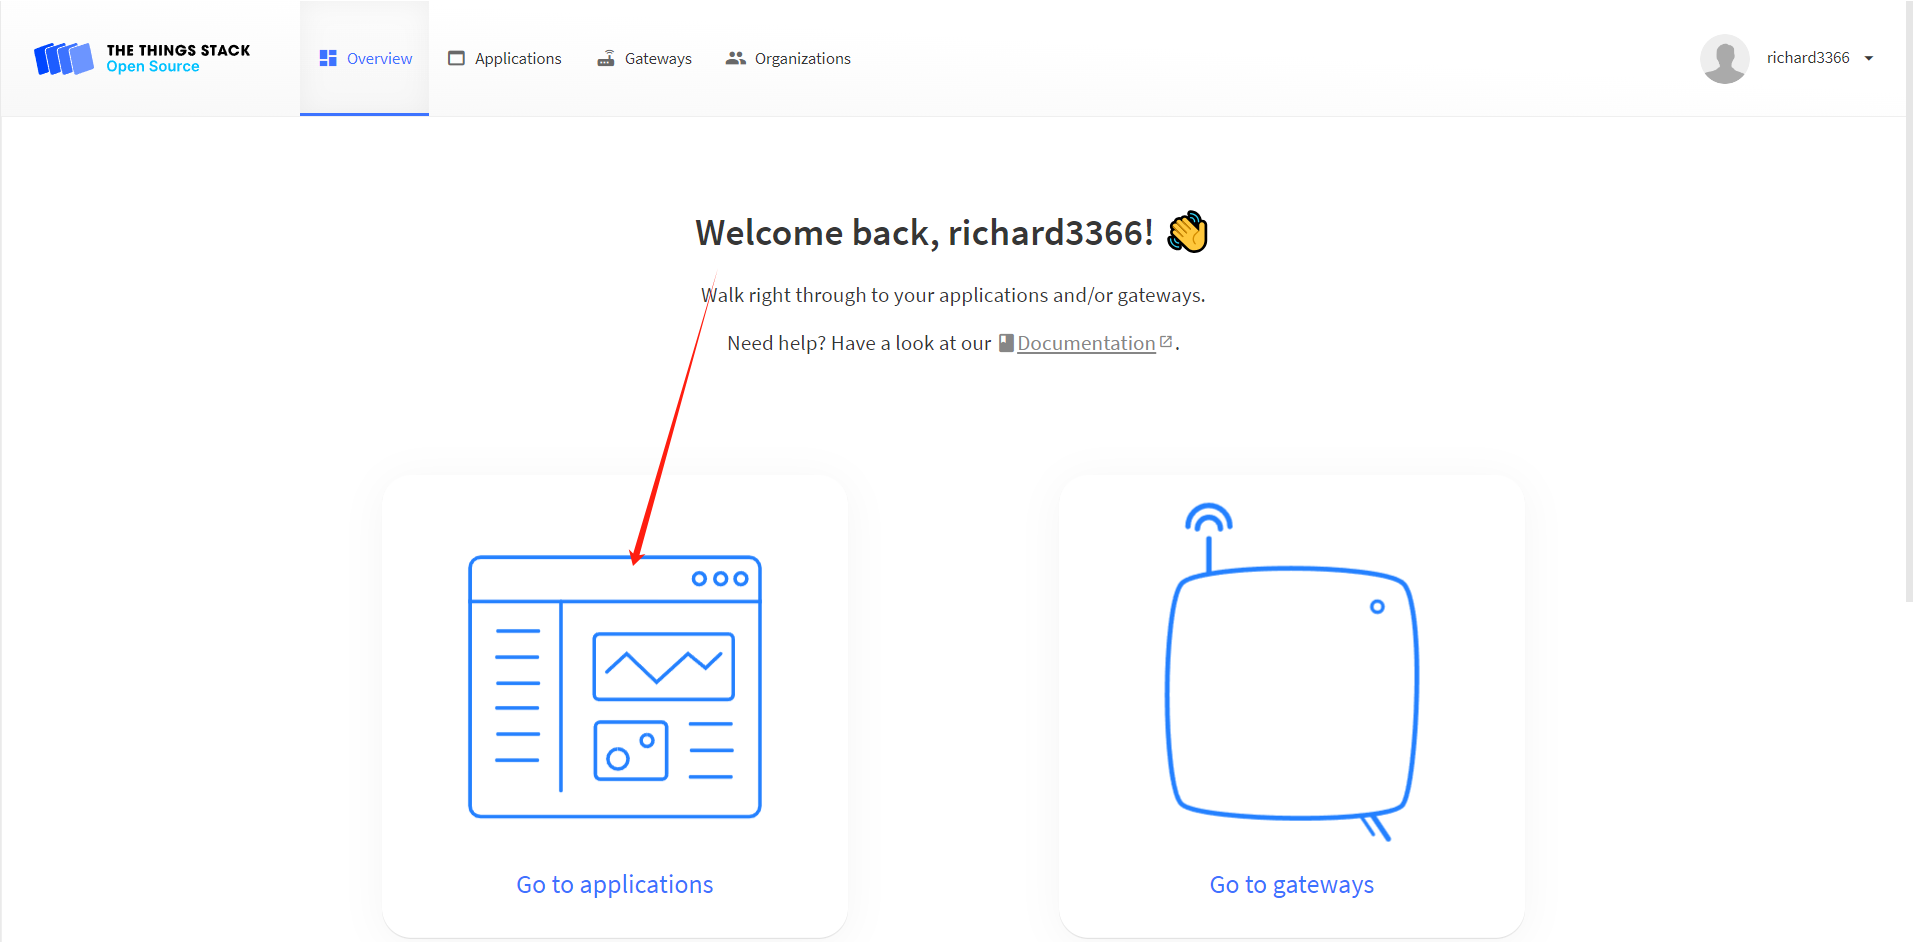 THE THINGS STACK
Open Source
Overview
Applications
Gateways
Organizations
richard3366
Welcome back, richard3366! 👋
Walk right through to your applications and/or gateways.
Need help? Have a look at our Documentation.
Go to applications
Go to gateways